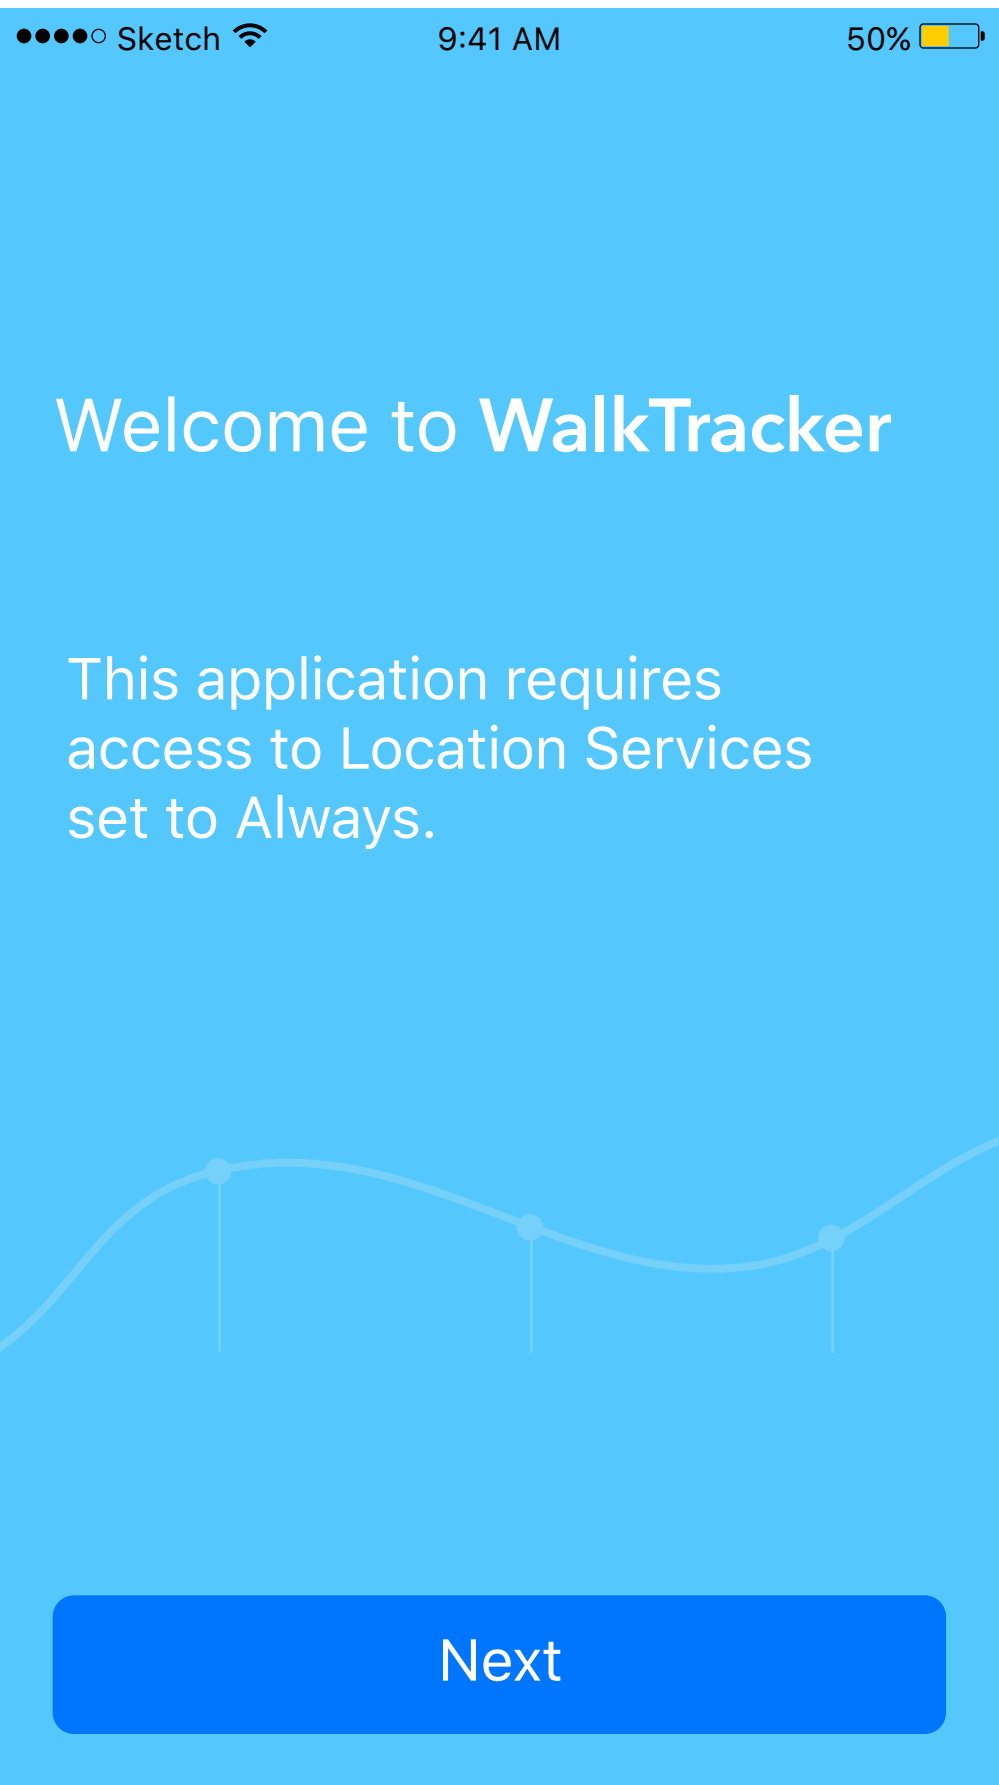 Sketch 9:41 AM 50%
Welcome to WalkTracker
This application requires
access to Location Services
set to Always.
Next